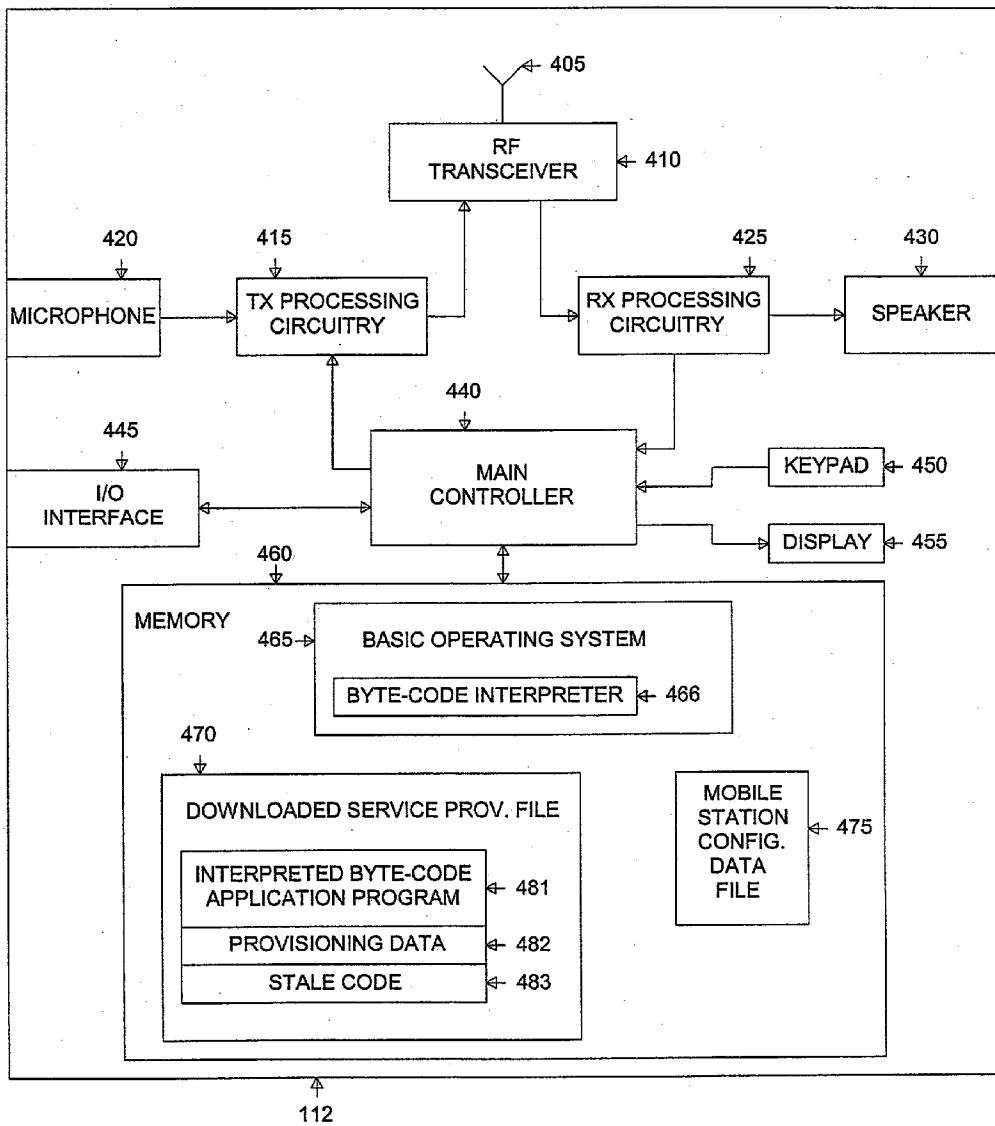 405
RF
TRANSCEIVER
410
420
415
425
430
MICROPHONE
TX PROCESSING
CIRCUITRY
RX PROCESSING
CIRCUITRY
SPEAKER
440
445
MAIN
CONTROLLER
KEYPAD
450
I/O
INTERFACE
DISPLAY
455
460
MEMORY
465
BASIC OPERATING SYSTEM
BYTE-CODE INTERPRETER
466
470
DOWNLOADED SERVICE PROV. FILE
INTERPRETED BYTE-CODE
APPLICATION PROGRAM
481
PROVISIONING DATA
482
STALE CODE
483
MOBILE
STATION
CONFIG.
DATA
FILE
475
112